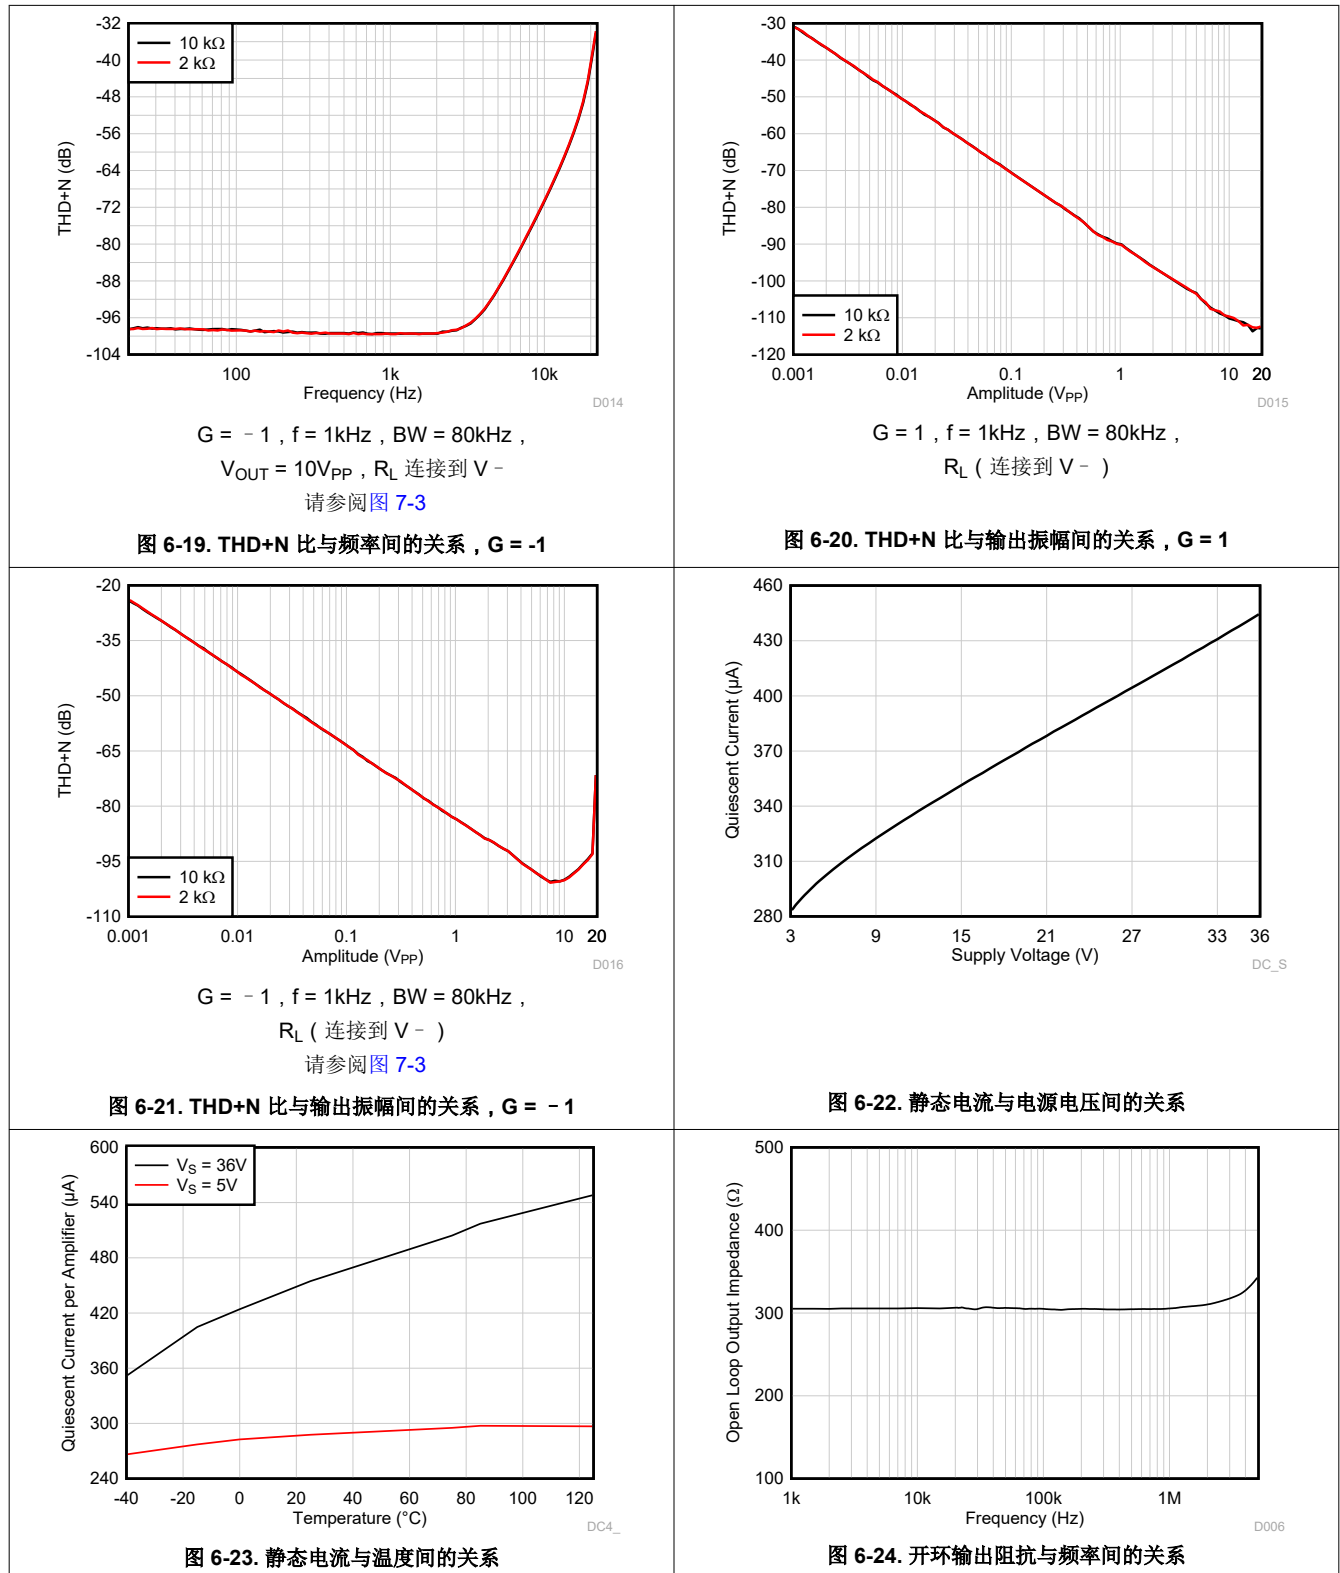 -32
-40
-48
-56
-64
-72
-80
-88
-96
-104
THD+N (dB)
10 kΩ
2 kΩ
100 1k 10k
Frequency (Hz)
D014
G = －1，f = 1kHz，BW = 80kHz，
VOUT = 10VPP，RL 连接到 V－
请参阅图 7-3
图 6-19. THD+N 比与频率间的关系，G = -1
-30
-40
-50
-60
-70
-80
-90
-100
-110
-120
THD+N (dB)
10 kΩ
2 kΩ
0.001 0.01 0.1 1 10 20
Amplitude (VPP)
D015
G = 1，f = 1kHz，BW = 80kHz，
RL（连接到 V－）
图 6-20. THD+N 比与输出振幅间的关系，G = 1
-20
-35
-50
-65
-80
-95
-110
THD+N (dB)
10 kΩ
2 kΩ
0.001 0.01 0.1 1 10 20
Amplitude (VPP)
D016
G = －1，f = 1kHz，BW = 80kHz，
RL（连接到 V－）
请参阅图 7-3
图 6-21. THD+N 比与输出振幅间的关系，G = －1
460
430
400
370
340
310
280
Quiescent Current (µA)
3 9 15 21 27 33 36
Supply Voltage (V)
DC_S
图 6-22. 静态电流与电源电压间的关系
600
540
480
420
360
300
240
Quiescent Current per Amplifier (µA)
VS = 36V
VS = 5V
-40 -20 0 20 40 60 80 100 120
Temperature (°C)
DC4_
图 6-23. 静态电流与温度间的关系
500
400
300
200
100
Open Loop Output Impedance (Ω)
1k 10k 100k 1M
Frequency (Hz)
D006
图 6-24. 开环输出阻抗与频率间的关系